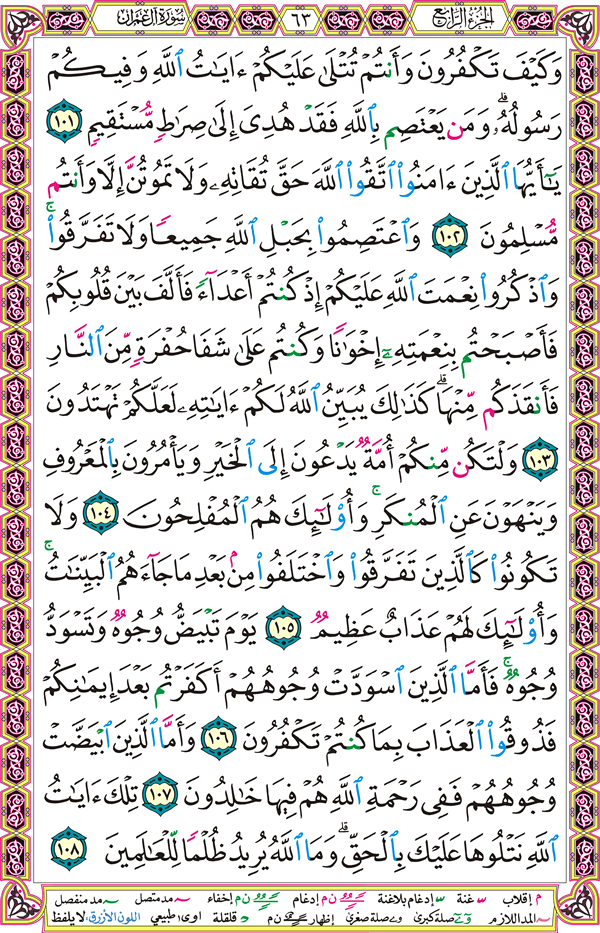 الجزء الرابع ٦٣ سورة آل عمران
وَكَيْفَ تَكْفُرُونَ وَأَنتُمْ تُتْلَىٰ عَلَيْكُمْ ءَايَٰتُ ٱللَّهِ وَفِيكُمْ
رَسُولُهُۥ ۗ وَمَن يَعْتَصِم بِٱللَّهِ فَقَدْ هُدِىَ إِلَىٰ صِرَٰطٍ مُّسْتَقِيمٍ ١٠١
يَٰٓأَيُّهَا ٱلَّذِينَ ءَامَنُوا۟ ٱتَّقُوا۟ ٱللَّهَ حَقَّ تُقَاتِهِۦ وَلَا تَمُوتُنَّ إِلَّا وَأَنتُم
مُّسْلِمُونَ ١٠٢ وَٱعْتَصِمُوا۟ بِحَبْلِ ٱللَّهِ جَمِيعًا وَلَا تَفَرَّقُوا۟ ۚ
وَٱذْكُرُوا۟ نِعْمَتَ ٱللَّهِ عَلَيْكُمْ إِذْ كُنتُمْ أَعْدَآءً فَأَلَّفَ بَيْنَ قُلُوبِكُمْ
فَأَصْبَحْتُم بِنِعْمَتِهِۦٓ إِخْوَٰنًا وَكُنتُمْ عَلَىٰ شَفَا حُفْرَةٍ مِّنَ ٱلنَّارِ
فَأَنقَذَكُم مِّنْهَا ۗ كَذَٰلِكَ يُبَيِّنُ ٱللَّهُ لَكُمْ ءَايَٰتِهِۦ لَعَلَّكُمْ تَهْتَدُونَ
١٠٣ وَلْتَكُن مِّنكُمْ أُمَّةٌ يَدْعُونَ إِلَى ٱلْخَيْرِ وَيَأْمُرُونَ بِٱلْمَعْرُوفِ
وَيَنْهَوْنَ عَنِ ٱلْمُنكَرِ ۚ وَأُو۟لَٰٓئِكَ هُمُ ٱلْمُفْلِحُونَ ١٠٤ وَلَا
تَكُونُوا۟ كَٱلَّذِينَ تَفَرَّقُوا۟ وَٱخْتَلَفُوا۟ مِنۢ بَعْدِ مَا جَآءَهُمُ ٱلْبَيِّنَٰتُ ۚ
وَأُو۟لَٰٓئِكَ لَهُمْ عَذَابٌ عَظِيمٌ ١٠٥ يَوْمَ تَبْيَضُّ وُجُوهٌ وَتَسْوَدُّ
وُجُوهٌ ۚ فَأَمَّا ٱلَّذِينَ ٱسْوَدَّتْ وُجُوهُهُمْ أَكَفَرْتُم بَعْدَ إِيمَٰنِكُمْ
فَذُوقُوا۟ ٱلْعَذَابَ بِمَا كُنتُمْ تَكْفُرُونَ ١٠٦ وَأَمَّا ٱلَّذِينَ ٱبْيَضَّتْ
وُجُوهُهُمْ فَفِى رَحْمَةِ ٱللَّهِ هُمْ فِيهَا خَٰلِدُونَ ١٠٧ تِلْكَ ءَايَٰتُ
ٱللَّهِ نَتْلُوهَا عَلَيْكَ بِٱلْحَقِّ ۗ وَمَا ٱللَّهُ يُرِيدُ ظُلْمًا لِّلْعَٰلَمِينَ ١٠٨
م إقلاب غنة إدغام بلاغنة ن م إدغام ن م إخفاء مد متصل مد منفصل
المد اللازم صلة كبرى صلة صغرى إظهار ن م قلقلة اوى: طبيعي اللون الأزرق: لا يلفظ